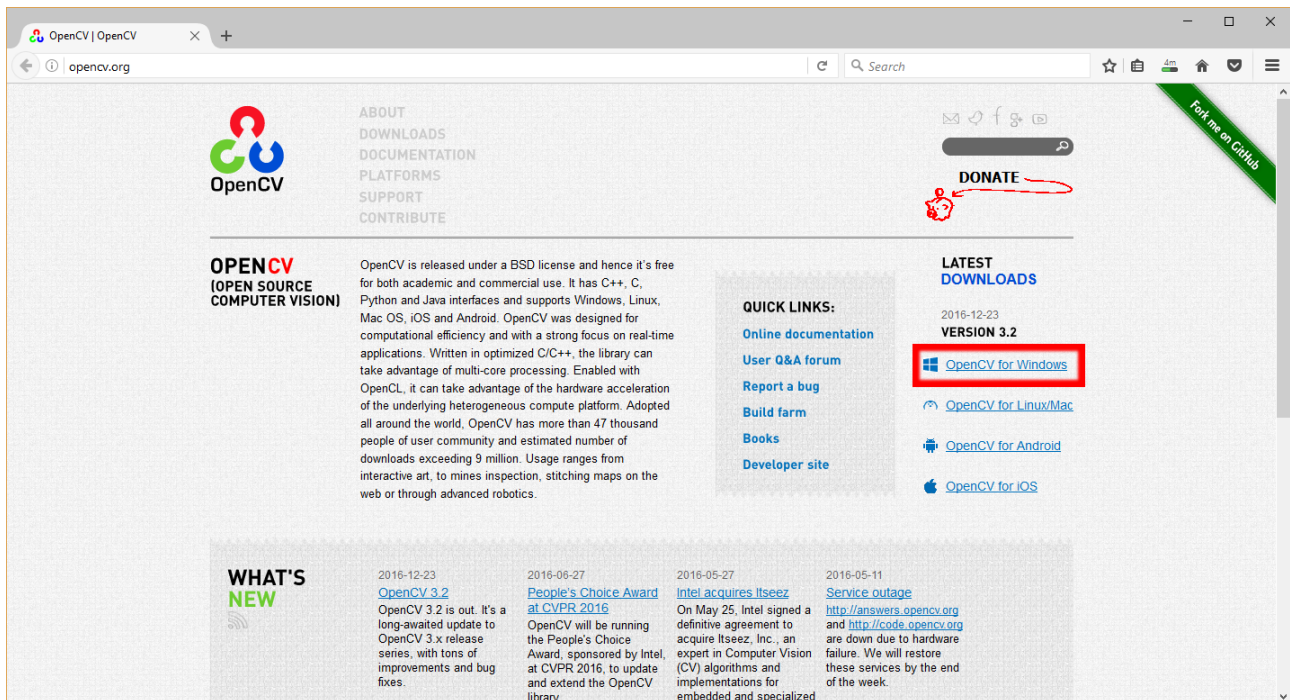 OpenCV | OpenCV
opencv.org
Search
4m
OpenCV
ABOUT
DOWNLOADS
DOCUMENTATION
PLATFORMS
SUPPORT
CONTRIBUTE
DONATE
Fork me on GitHub
OPENCV
(OPEN SOURCE
COMPUTER VISION)
OpenCV is released under a BSD license and hence it's free
for both academic and commercial use. It has C++, C,
Python and Java interfaces and supports Windows, Linux,
Mac OS, iOS and Android. OpenCV was designed for
computational efficiency and with a strong focus on real-time
applications. Written in optimized C/C++, the library can
take advantage of multi-core processing. Enabled with
OpenCL, it can take advantage of the hardware acceleration
of the underlying heterogeneous compute platform. Adopted
all around the world, OpenCV has more than 47 thousand
people of user community and estimated number of
downloads exceeding 9 million. Usage ranges from
interactive art, to mines inspection, stitching maps on the
web or through advanced robotics.
QUICK LINKS:
Online documentation
User Q&A forum
Report a bug
Build farm
Books
Developer site
LATEST
DOWNLOADS
2016-12-23
VERSION 3.2
OpenCV for Windows
OpenCV for Linux/Mac
OpenCV for Android
OpenCV for iOS
WHAT'S
NEW
2016-12-23
OpenCV 3.2
OpenCV 3.2 is out. It's a
long-awaited update to
OpenCV 3.x release
series, with tons of
improvements and bug
fixes.
2016-06-27
People's Choice Award
at CVPR 2016
OpenCV will be running
the People's Choice
Award, sponsored by Intel,
at CVPR 2016, to update
and extend the OpenCV
library
2016-05-27
Intel acquires Itseez
On May 25, Intel signed a
definitive agreement to
acquire Itseez, Inc., an
expert in Computer Vision
(CV) algorithms and
implementations for
embedded and specialized
2016-05-11
Service outage
http://answers.opencv.org
and http://code.opencv.org
are down due to hardware
failure. We will restore
these services by the end
of the week.